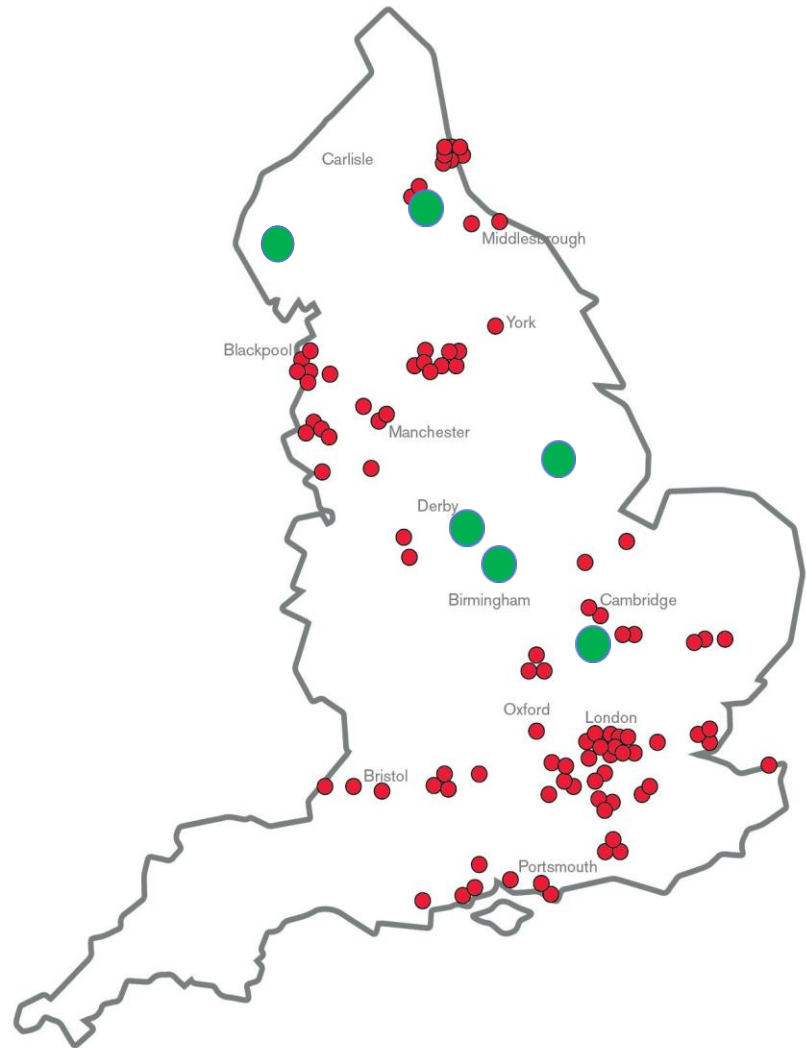 Carlisle
Middlesbrough
York
Blackpool
Manchester
Derby
Birmingham
Cambridge
Oxford
London
Bristol
Portsmouth